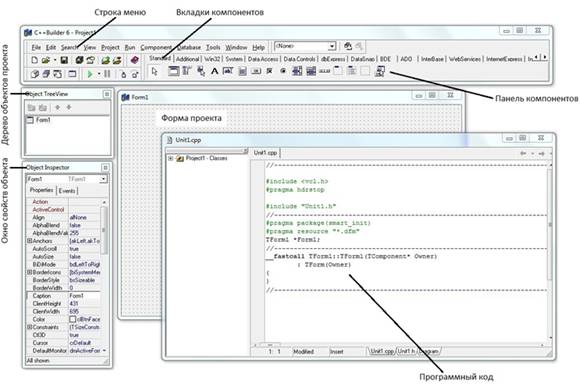 Строка меню
Вкладки компонентов
C++Builder 6 - Project1
File Edit Search View Project Run Component Database Tools Window Help
<None>
Standard Additional Win32 System Data Access Data Controls dbExpress DataSnap BDE ADO InterBase WebServices InternetExpress
Панель компонентов
Дерево объектов проекта
Object TreeView
Form1
Form1
Форма проекта
Окно свойств объекта
Object Inspector
Form1 TForm1
Properties Events
Action
ActiveControl
Align alNone
AlphaBlend false
AlphaBlendVal 255
Anchors [akLeft,akTo
AutoScroll true
AutoSize false
BiDiMode bdLeftToRigh
BorderIcons [biSystemMe
BorderStyle bsSizeable
BorderWidth 0
Caption Form1
ClientHeight 431
ClientWidth 695
Color clBtnFace
Constraints (TSizeConstr
Ctl3D true
Cursor crDefault
DefaultMonitor dmActiveForm
All shown
Unit1.cpp
Project1 - Classes
Unit1.cpp
//
#include <vcl.h>
#pragma hdrstop
#include "Unit1.h"
//
#pragma package(smart_init)
#pragma resource "*.dfm"
TForm1 *Form1;
//
__fastcall TForm1::TForm1(TComponent* Owner)
: TForm(Owner)
{
}
//
1: 1 Modified Insert Unit1.cpp Unit1.h Diagram
Программный код